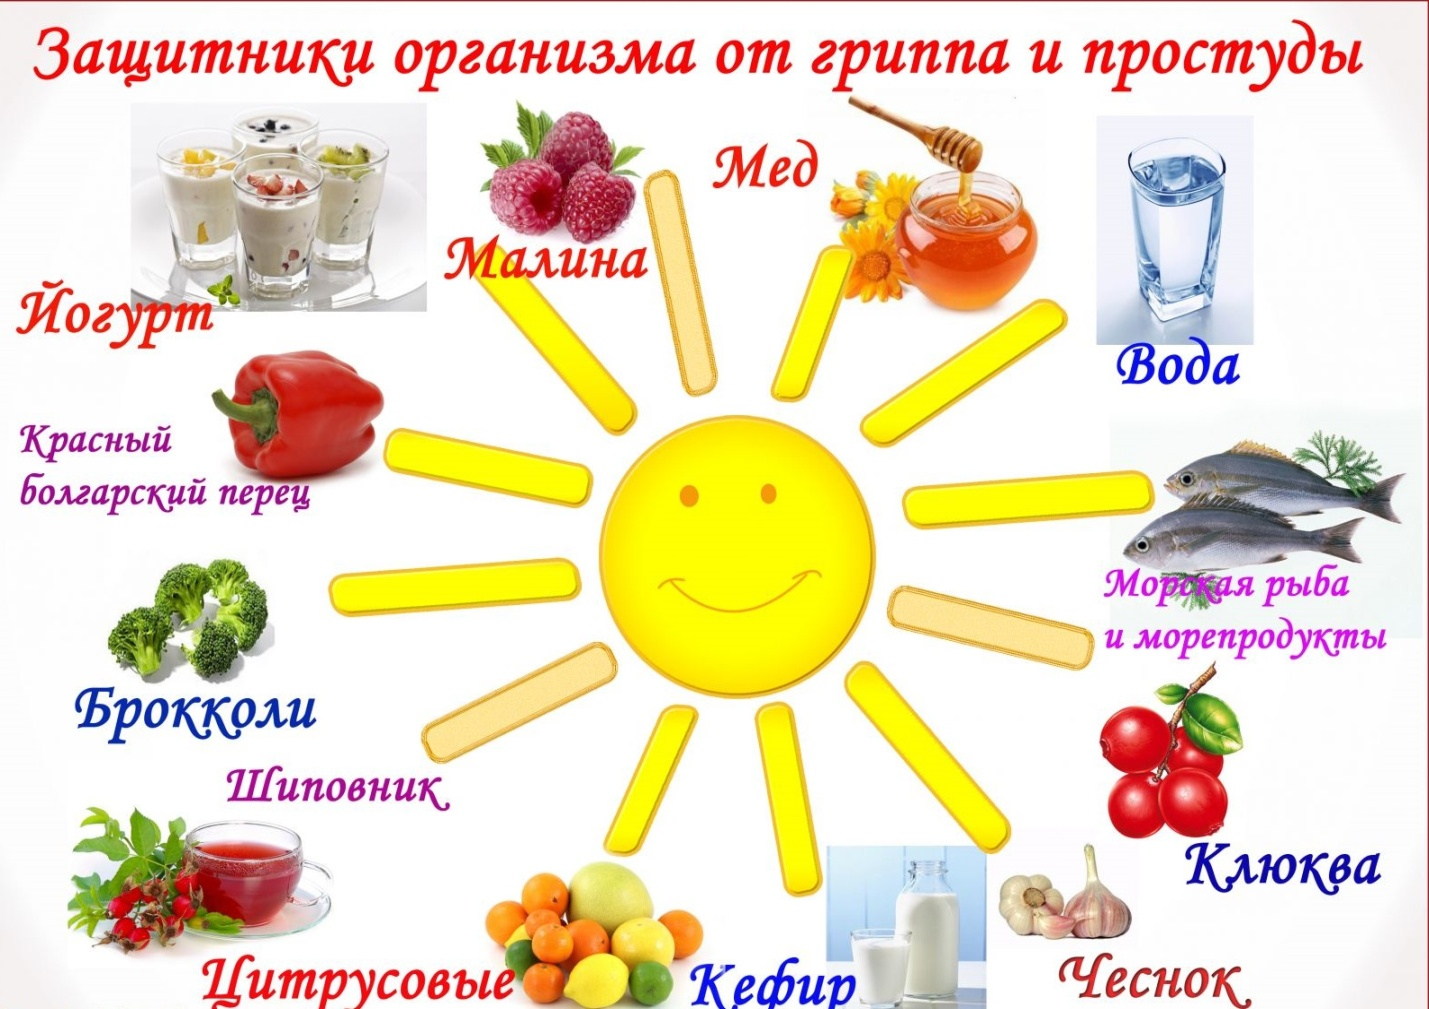 Защитники организма от гриппа и простуды
Мед
Малина
Йогурт
Вода
Красный
болгарский перец
Морская рыба
и морепродукты
Брокколи
Шиповник
Клюква
Цитрусовые
Кефир
Чеснок